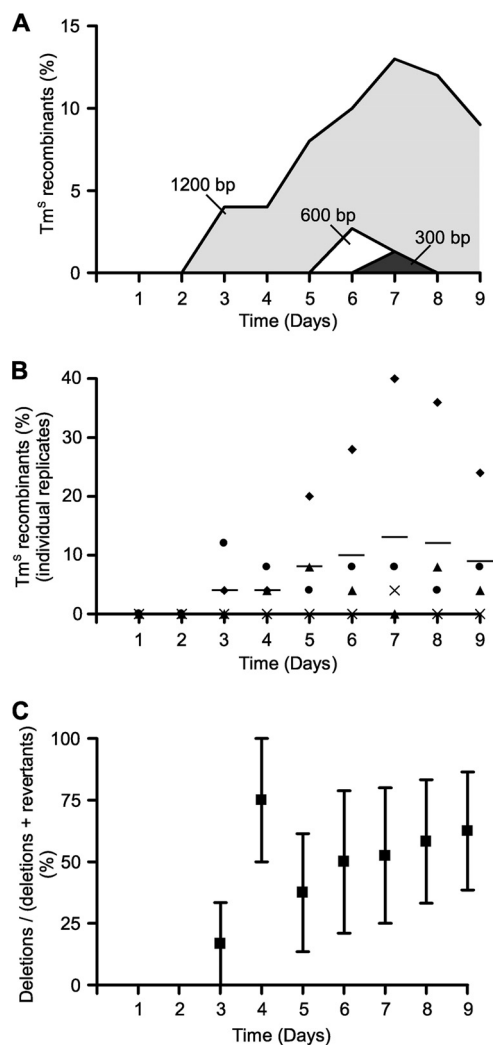 A
Tmˢ recombinants (%)
15
10
5
0
1200 bp
600 bp
300 bp
1 2 3 4 5 6 7 8 9
Time (Days)
B
Tmˢ recombinants (%)
(individual replicates)
40
30
20
10
0
1 2 3 4 5 6 7 8 9
Time (Days)
C
Deletions / (deletions + revertants)
(%)
100
75
50
25
0
1 2 3 4 5 6 7 8 9
Time (Days)